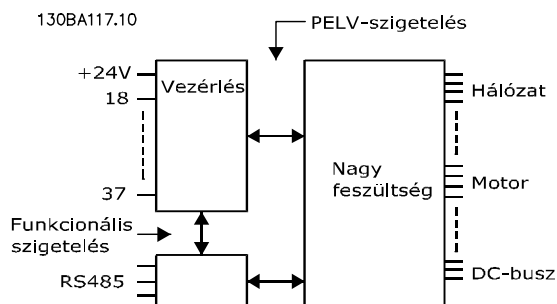 130BA117.10
PELV-szigetelés
+24V
Vezérlés
18
Hálózat
37
Nagy
feszültség
Motor
Funkcionális
szigetelés
RS485
DC-busz